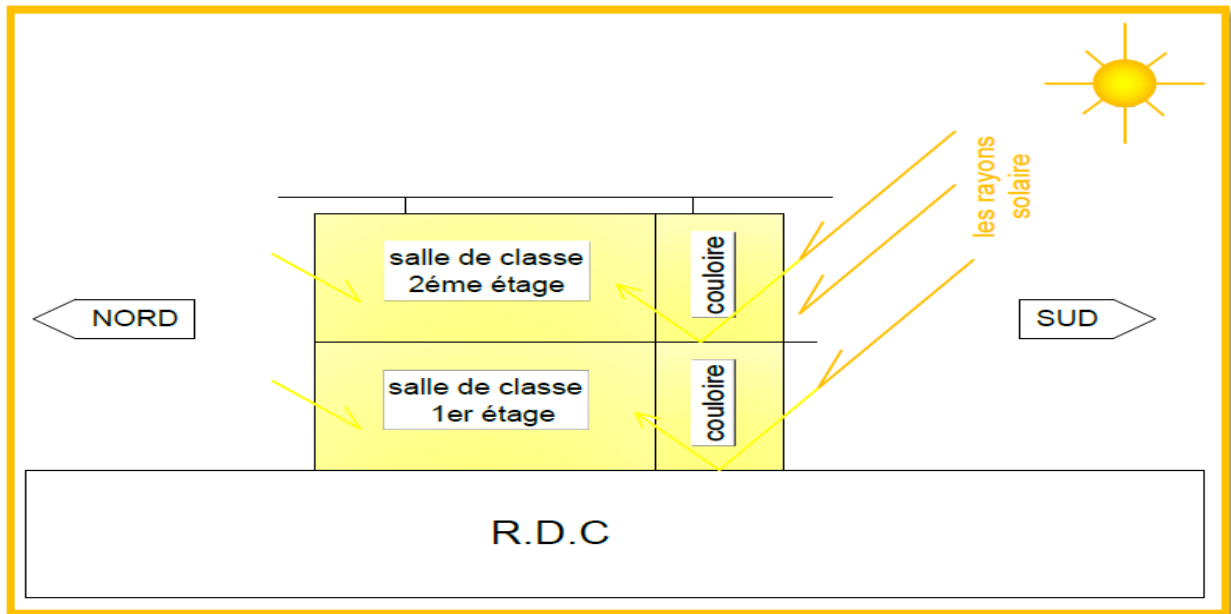 les rayons
solaire
salle de classe
2éme étage
couloire
NORD
SUD
salle de classe
1er étage
couloire
R.D.C